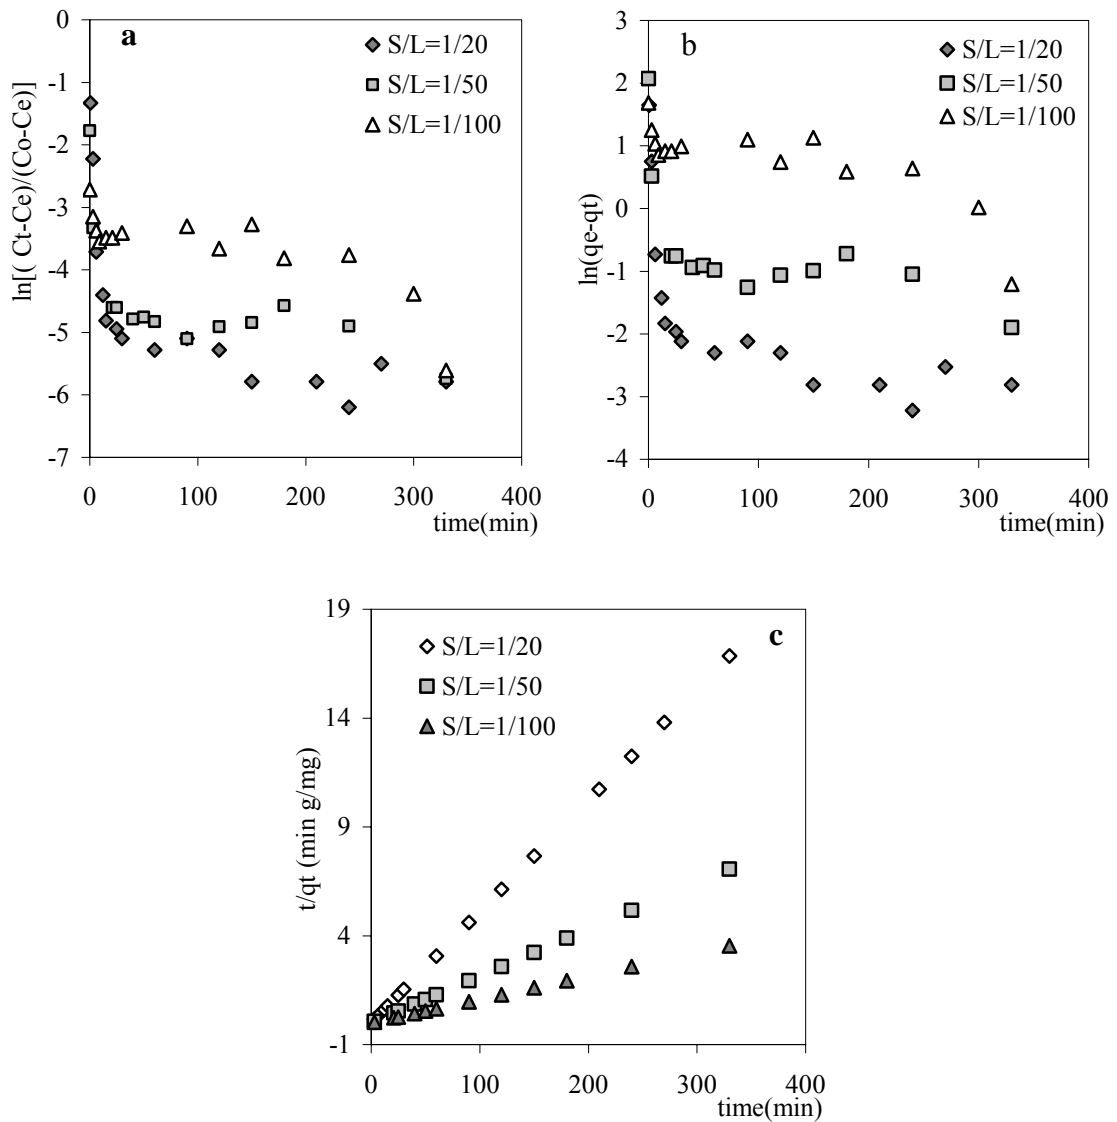 a
S/L=1/20
S/L=1/50
S/L=1/100
ln[( Ct-Ce)/(Co-Ce)]
0
-1
-2
-3
-4
-5
-6
-7
0 100 200 300 400
time(min)
b
S/L=1/20
S/L=1/50
S/L=1/100
ln(qe-qt)
3
2
1
0
-1
-2
-3
-4
0 100 200 300 400
time(min)
c
S/L=1/20
S/L=1/50
S/L=1/100
t/qt (min g/mg)
19
14
9
4
-1
0 100 200 300 400
time(min)